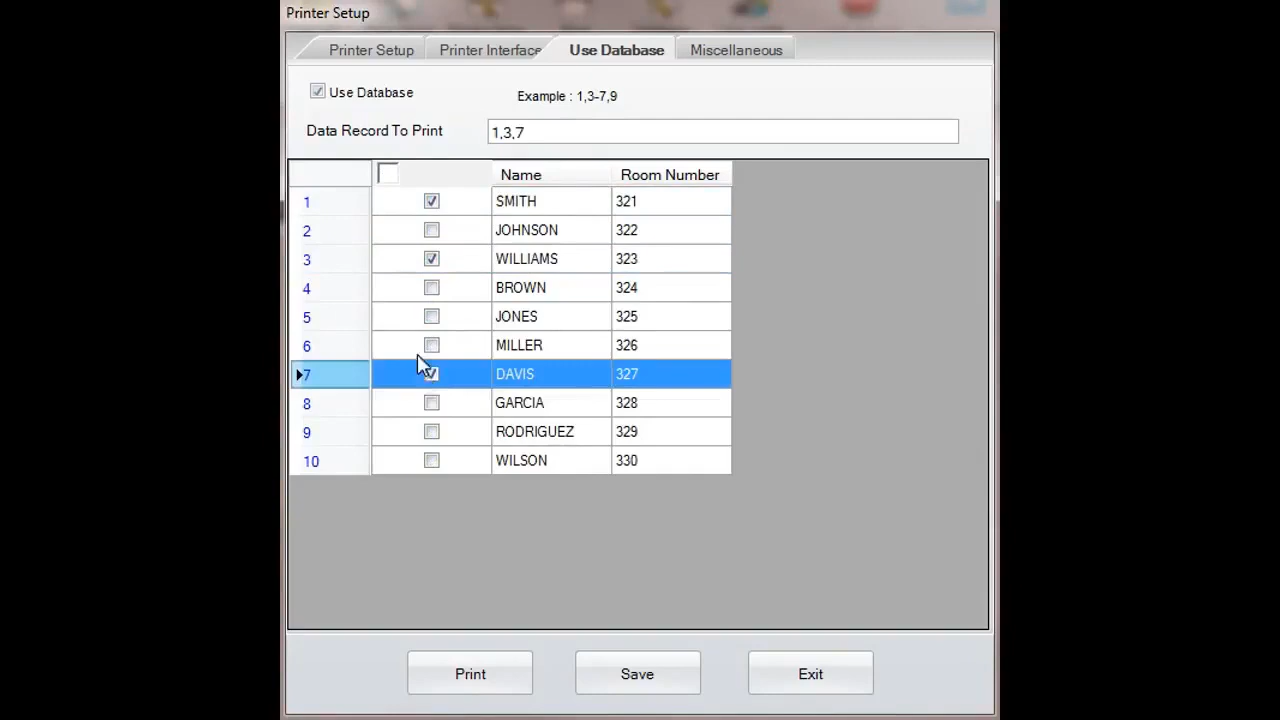 Printer Setup
Printer Setup Printer Interface Use Database Miscellaneous
Use Database Example : 1,3-7,9
Data Record To Print 1,3,7
Name Room Number
1 SMITH 321
2 JOHNSON 322
3 WILLIAMS 323
4 BROWN 324
5 JONES 325
6 MILLER 326
7 DAVIS 327
8 GARCIA 328
9 RODRIGUEZ 329
10 WILSON 330
Print Save Exit